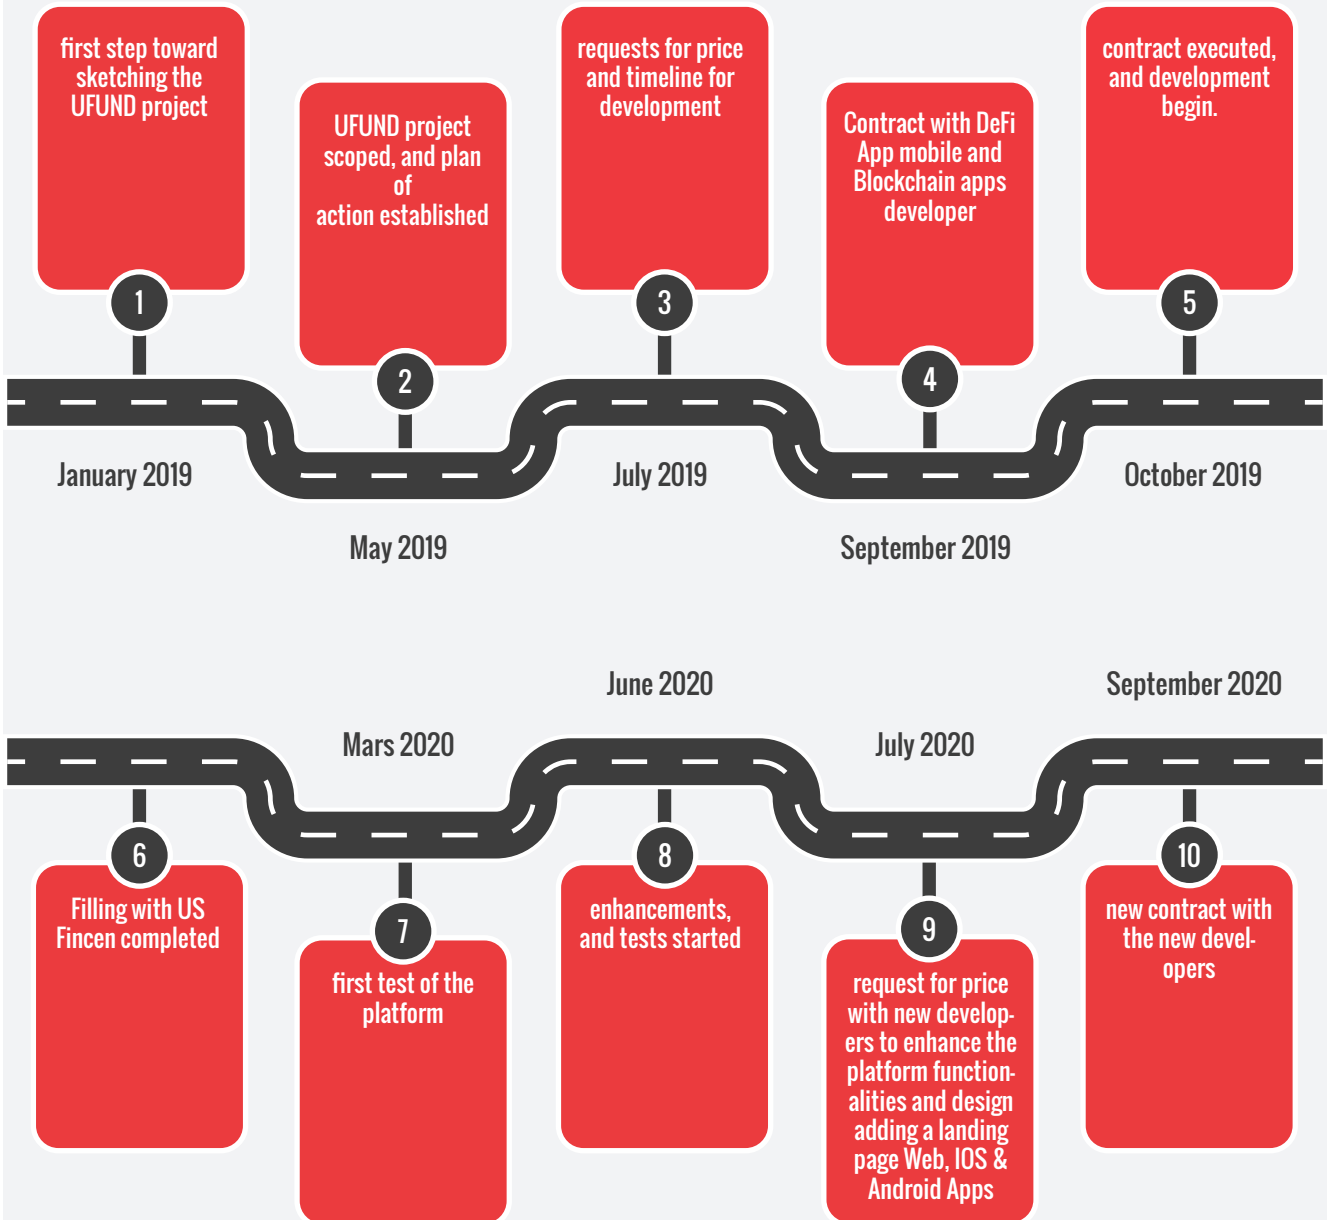 first step toward
sketching the
UFUND project
1
January 2019
UFUND project
scoped, and plan
of
action established
2
May 2019
requests for price
and timeline for
development
3
July 2019
Contract with DeFi
App mobile and
Blockchain apps
developer
4
September 2019
contract executed,
and development
begin.
5
October 2019
6
Filling with US
Fincen completed
Mars 2020
7
first test of the
platform
June 2020
8
enhancements,
and tests started
July 2020
9
request for price
with new develop-
ers to enhance the
platform function-
alities and design
adding a landing
page Web, IOS &
Android Apps
September 2020
10
new contract with
the new devel-
opers